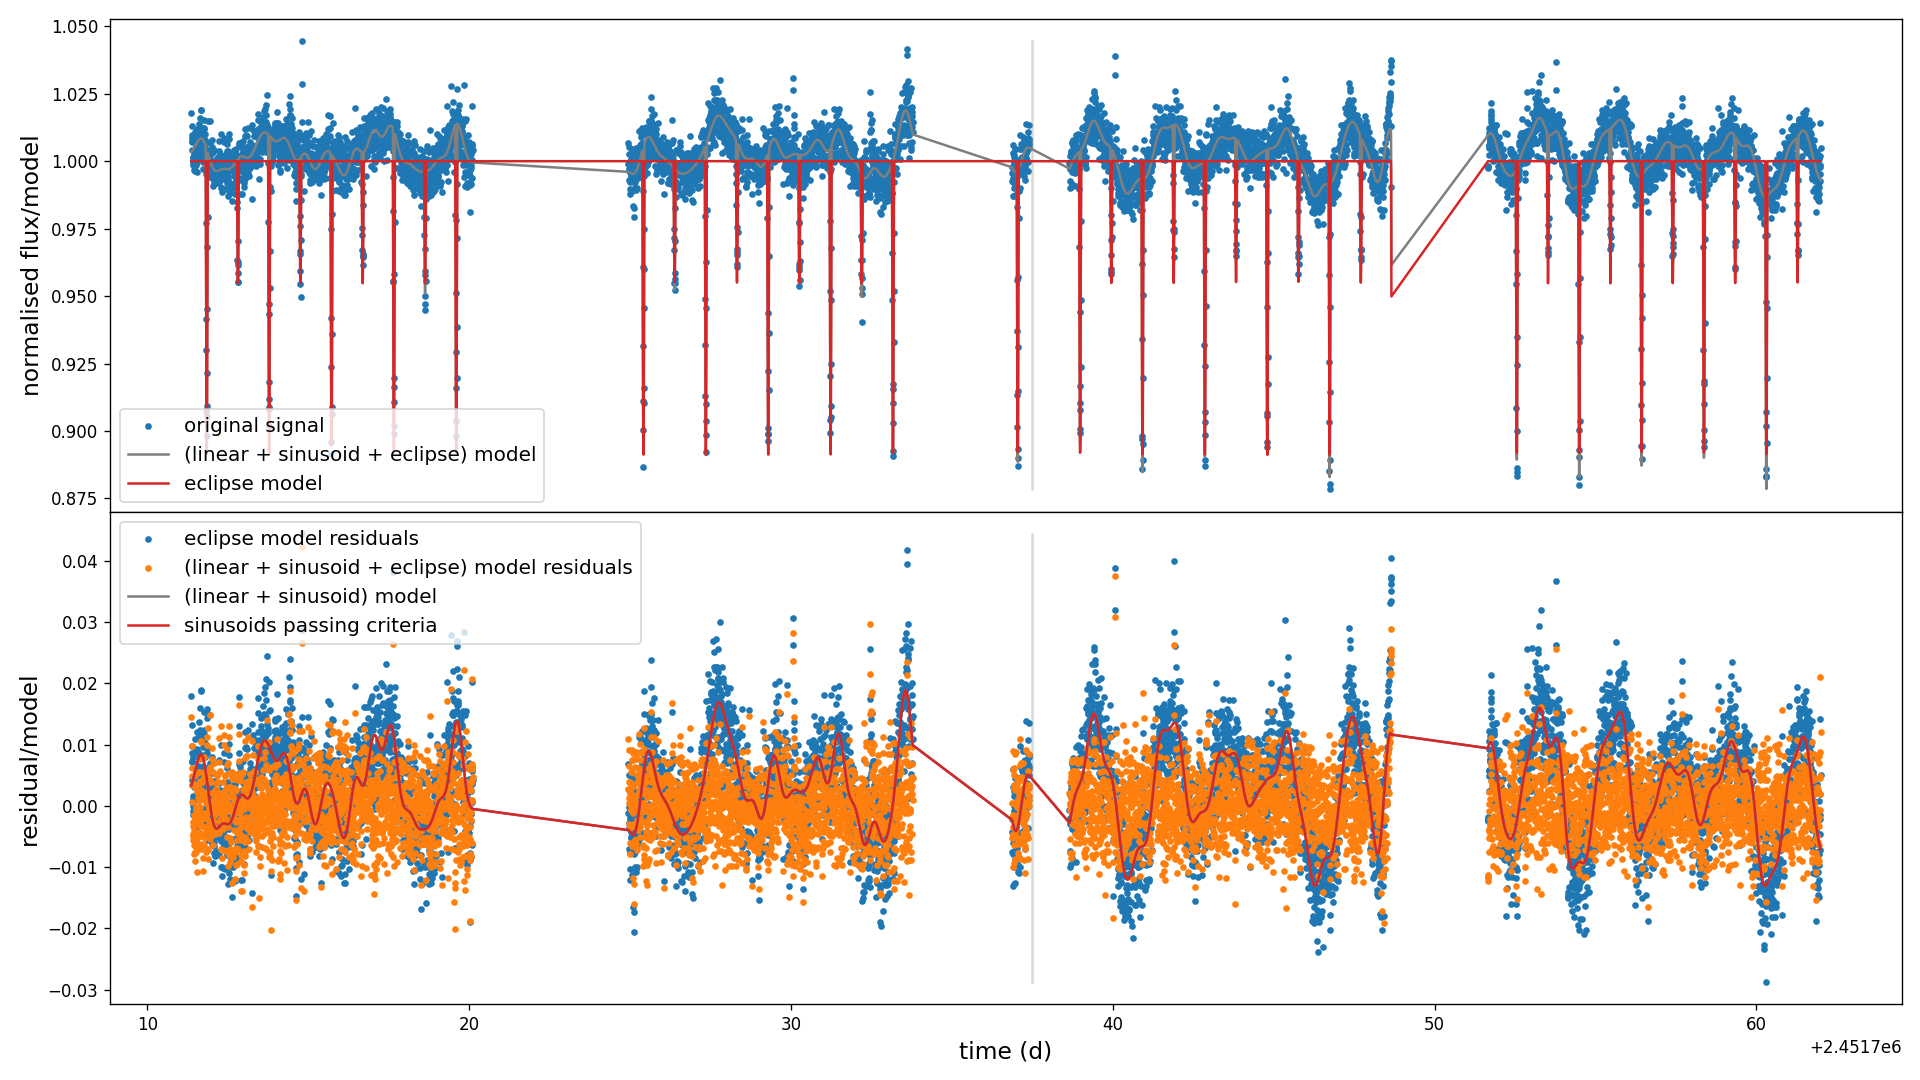 1.050
1.025
1.000
0.975
0.950
0.925
0.900
0.875
normalised flux/model
original signal
(linear + sinusoid + eclipse) model
eclipse model
0.04
0.03
0.02
0.01
0.00
−0.01
−0.02
−0.03
residual/model
eclipse model residuals
(linear + sinusoid + eclipse) model residuals
(linear + sinusoid) model
sinusoids passing criteria
10 20 30 40 50 60
time (d)
+2.4517e6